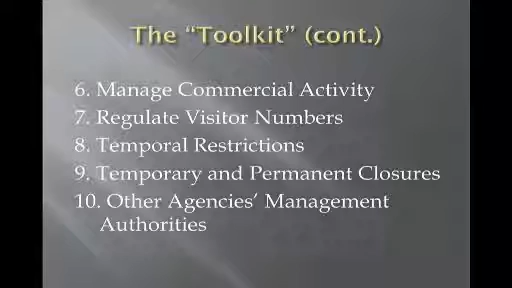 The “Toolkit” (cont.)
6. Manage Commercial Activity
7. Regulate Visitor Numbers
8. Temporal Restrictions
9. Temporary and Permanent Closures
10. Other Agencies’ Management
Authorities